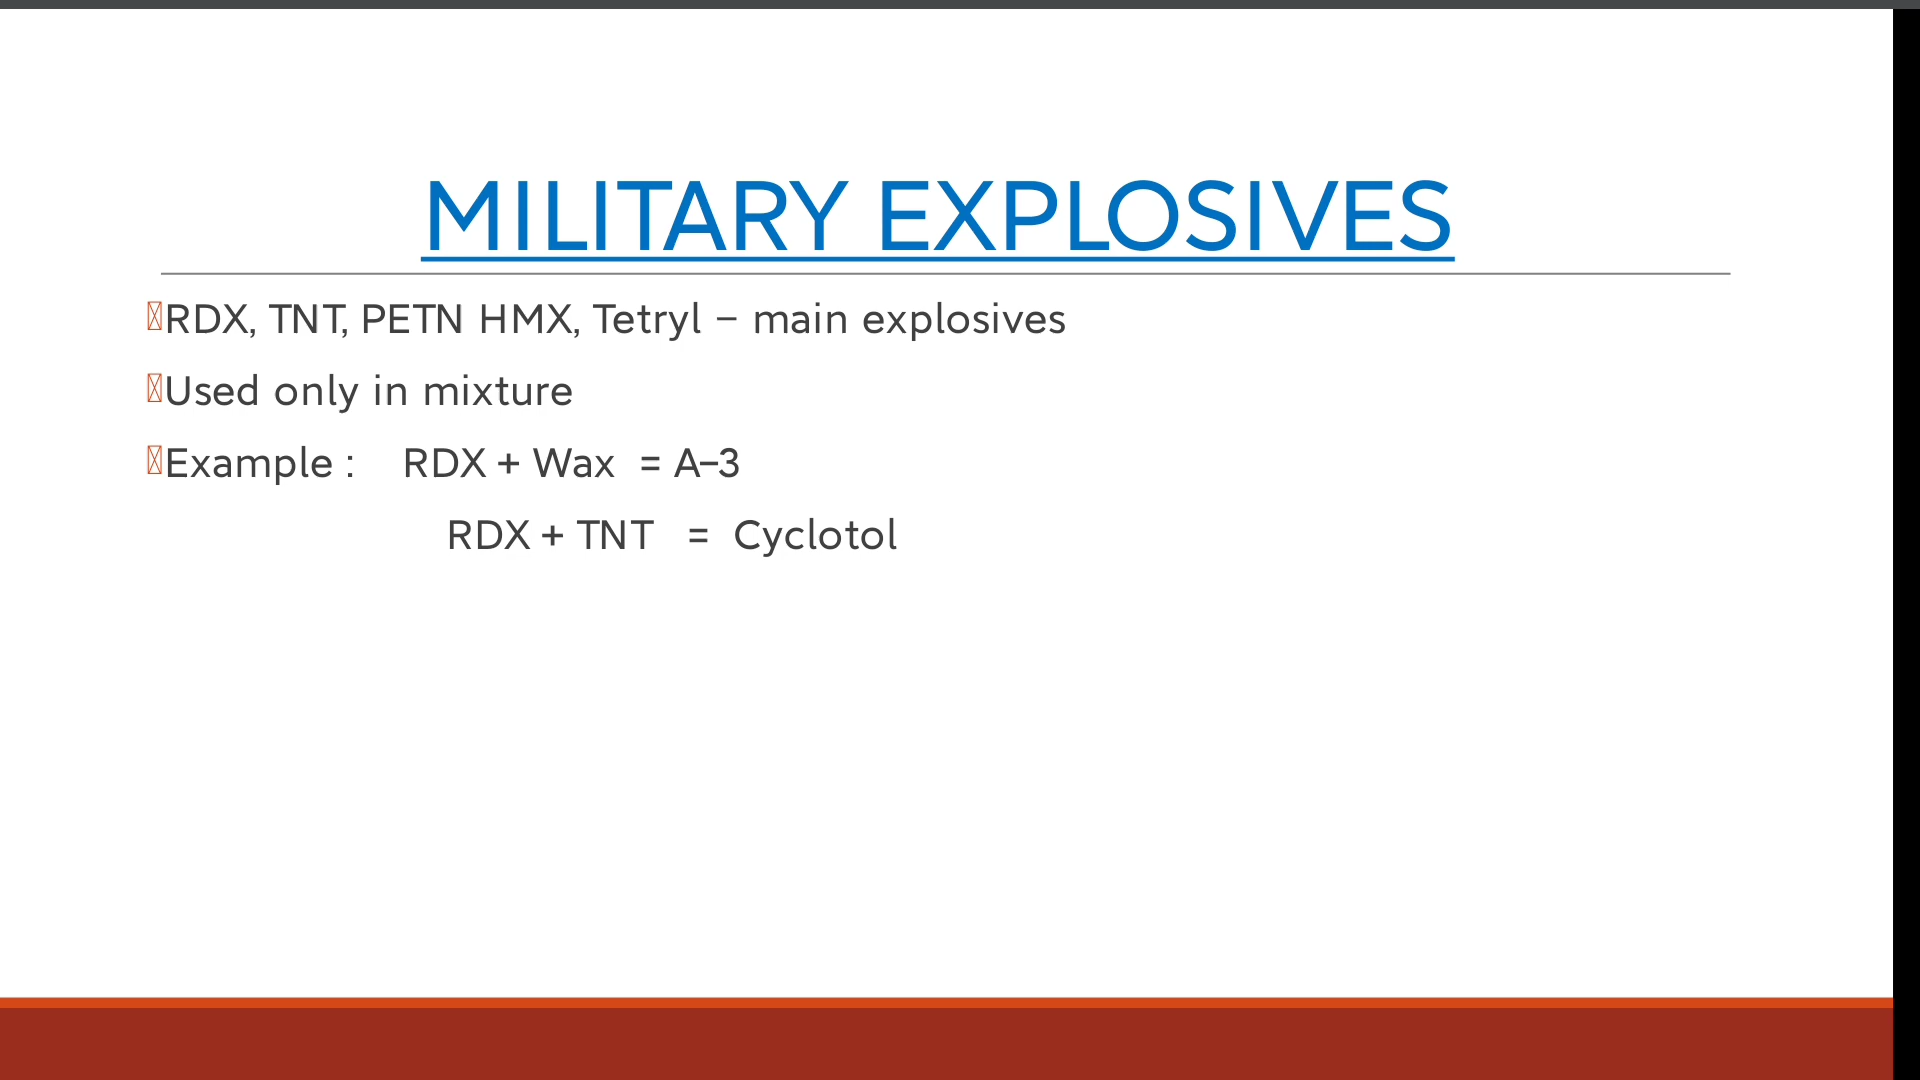 MILITARY EXPLOSIVES
RDX, TNT, PETN HMX, Tetryl – main explosives
Used only in mixture
Example : RDX + Wax = A–3
RDX + TNT = Cyclotol